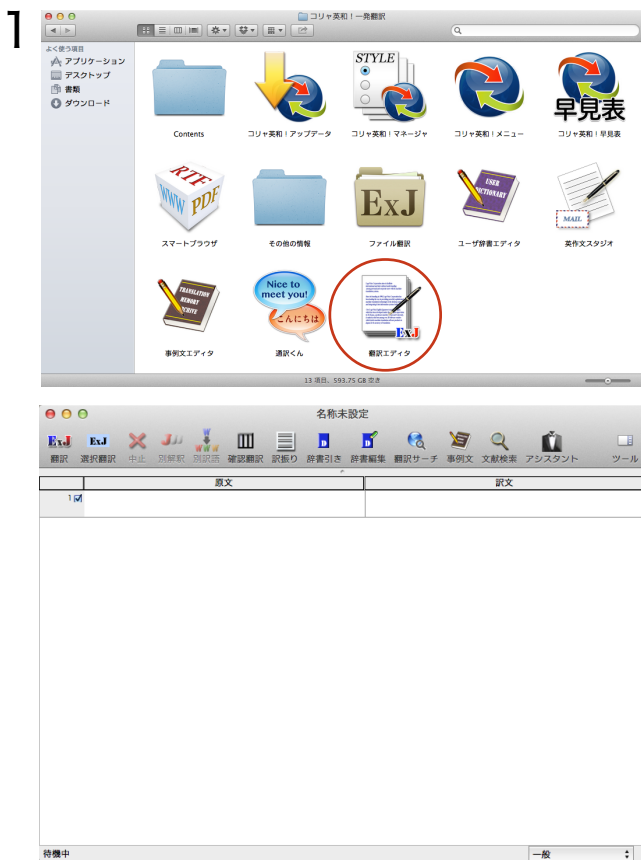 1
コリャ英和！一発翻訳
よく使う項目
アプリケーション
デスクトップ
書類
ダウンロード
STYLE
早見表
Contents
コリャ英和！アップデータ
コリャ英和！マネージャ
コリャ英和！メニュー
コリャ英和！早見表
RTF
WWW
PDF
ExJ
USER
DICTIONARY
MAIL
スマートブラウザ
その他の情報
ファイル翻訳
ユーザ辞書エディタ
英作文スタジオ
TRANSLATION
MEMORY
ARCHIVE
Nice to
meet you!
こんにちは
ExJ
事例文エディタ
通訳くん
翻訳エディタ
13 項目、593.75 GB 空き
名称未設定
ExJ
ExJ
翻訳 選択翻訳 中止 別解釈 別訳語 確認翻訳 訳振り 辞書引き 辞書編集 翻訳サーチ 事例文 文献検索 アシスタント ツール
原文 訳文
1
待機中 一般